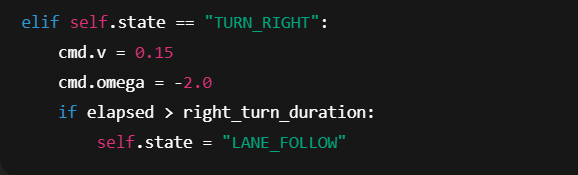 elif self.state == "TURN_RIGHT":
    cmd.v = 0.15
    cmd.omega = -2.0
    if elapsed > right_turn_duration:
        self.state = "LANE_FOLLOW"